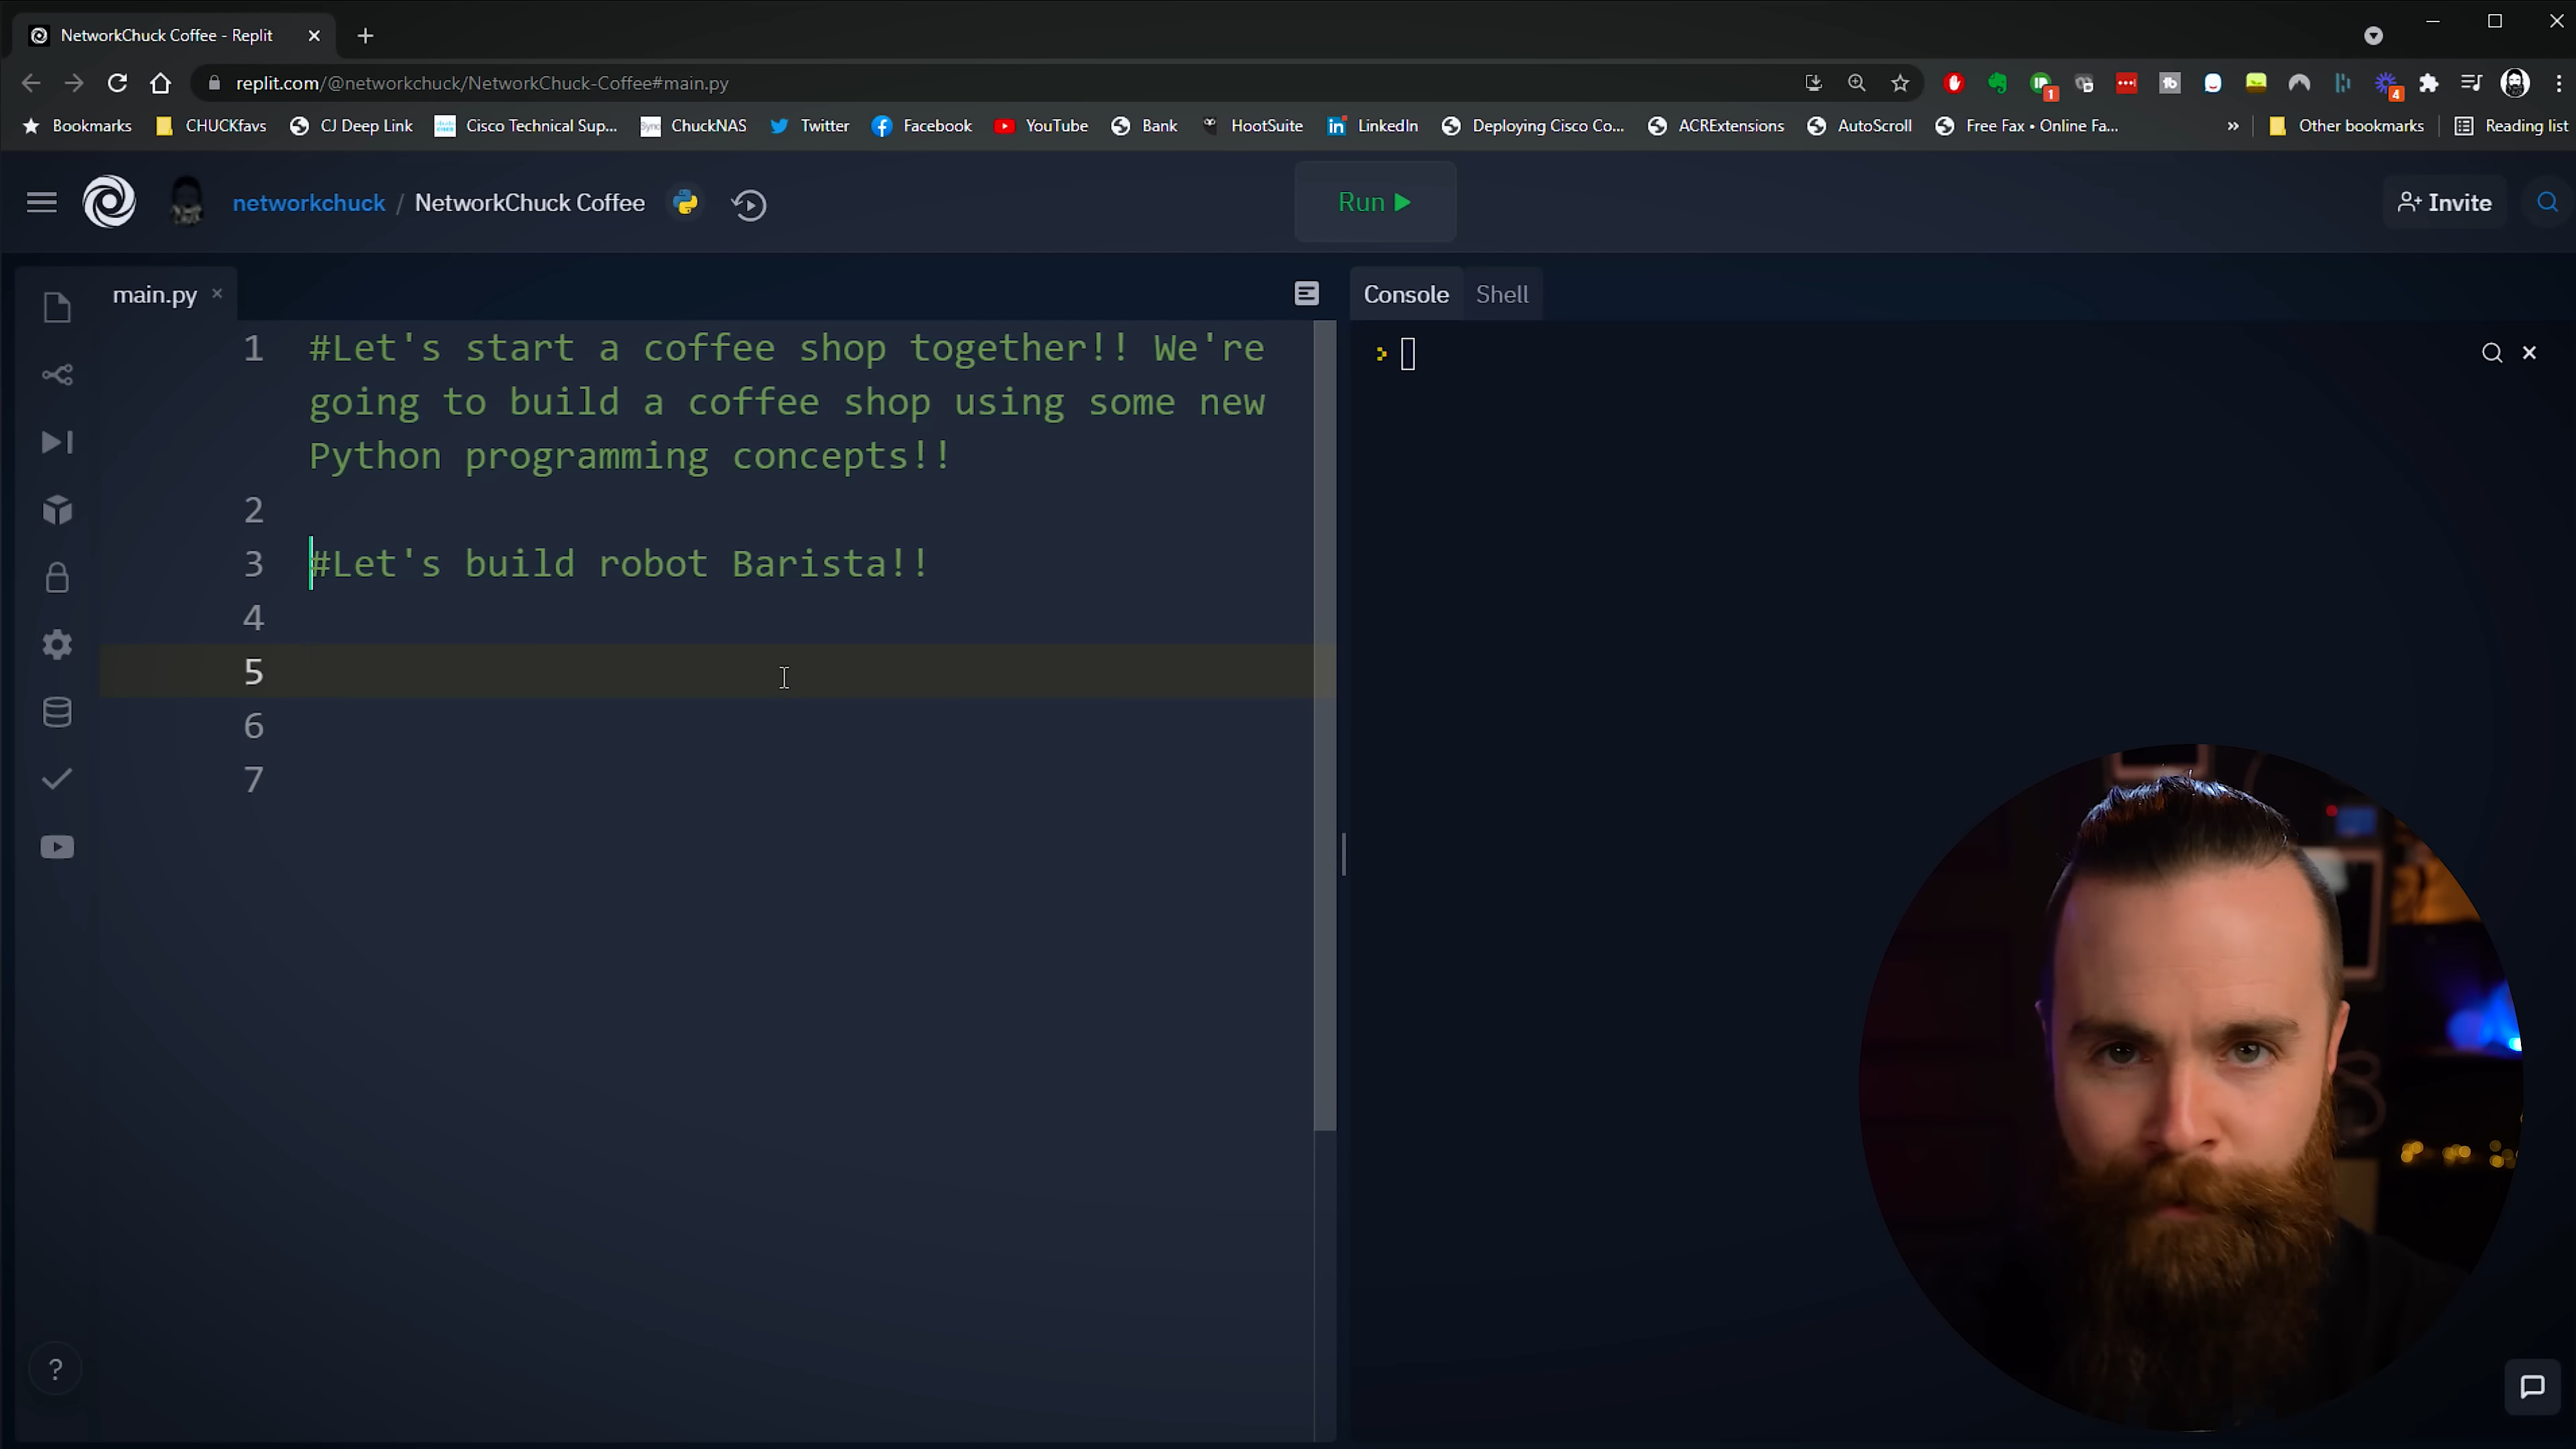 NetworkChuck Coffee - Replit
replit.com/@networkchuck/NetworkChuck-Coffee#main.py
1
4
Bookmarks CHUCKfavs CJ Deep Link Cisco Technical Sup... Sync ChuckNAS Twitter Facebook YouTube Bank HootSuite LinkedIn Deploying Cisco Co... ACRExtensions AutoScroll Free Fax • Online Fa... » Other bookmarks Reading list
networkchuck / NetworkChuck Coffee
Run
Invite
main.py
Console Shell
1 #Let's start a coffee shop together!! We're
going to build a coffee shop using some new
Python programming concepts!!
2
3 #Let's build robot Barista!!
4
5
6
7
?